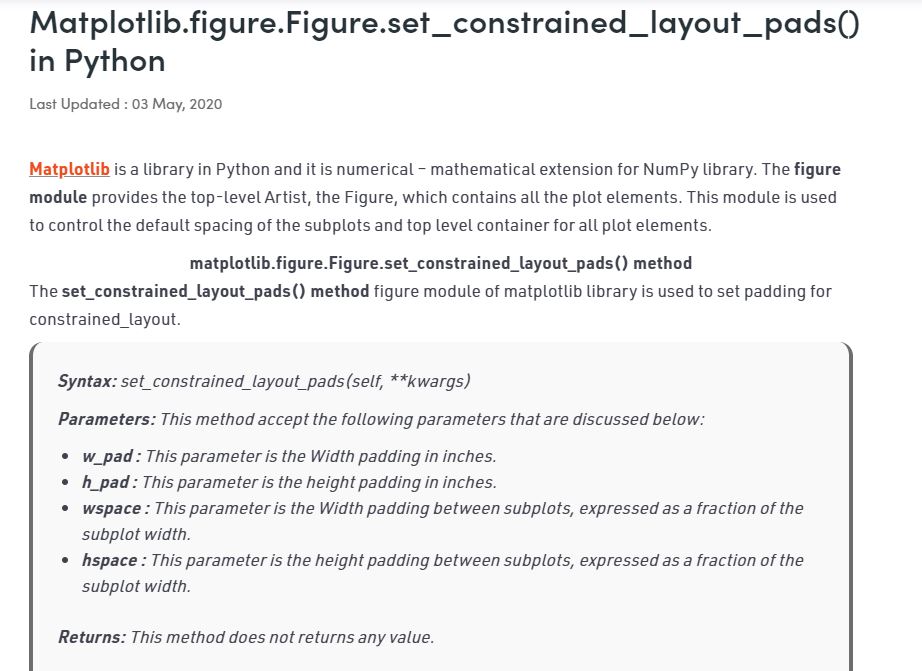 Matplotlib.figure.Figure.set_constrained_layout_pads()
in Python
Last Updated : 03 May, 2020
Matplotlib is a library in Python and it is numerical – mathematical extension for NumPy library. The figure
module provides the top-level Artist, the Figure, which contains all the plot elements. This module is used
to control the default spacing of the subplots and top level container for all plot elements.
matplotlib.figure.Figure.set_constrained_layout_pads() method
The set_constrained_layout_pads() method figure module of matplotlib library is used to set padding for
constrained_layout.
Syntax: set_constrained_layout_pads(self, **kwargs)
Parameters: This method accept the following parameters that are discussed below:
• w_pad : This parameter is the Width padding in inches.
• h_pad : This parameter is the height padding in inches.
• wspace : This parameter is the Width padding between subplots, expressed as a fraction of the
subplot width.
• hspace : This parameter is the height padding between subplots, expressed as a fraction of the
subplot width.
Returns: This method does not returns any value.